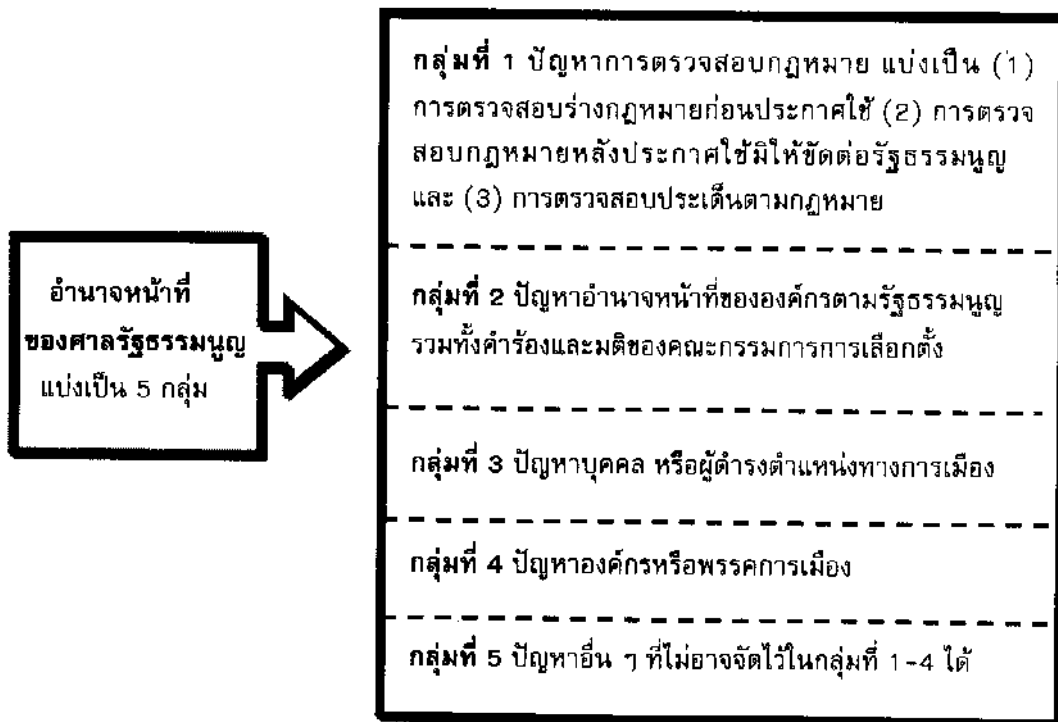 อำนาจหน้าที่
ของศาลรัฐธรรมนูญ
แบ่งเป็น 5 กลุ่ม
กลุ่มที่ 1 ปัญหาการตรวจสอบกฎหมาย แบ่งเป็น (1)
การตรวจสอบร่างกฎหมายก่อนประกาศใช้ (2) การตรวจ
สอบกฎหมายหลังประกาศใช้มิให้ขัดต่อรัฐธรรมนูญ
และ (3) การตรวจสอบประเด็นตามกฎหมาย
กลุ่มที่ 2 ปัญหาอำนาจหน้าที่ขององค์กรตามรัฐธรรมนูญ
รวมทั้งคำร้องและมติของคณะกรรมการการเลือกตั้ง
กลุ่มที่ 3 ปัญหาบุคคล หรือผู้ดำรงตำแหน่งทางการเมือง
กลุ่มที่ 4 ปัญหาองค์กรหรือพรรคการเมือง
กลุ่มที่ 5 ปัญหาอื่น ๆ ที่ไม่อาจจัดไว้ในกลุ่มที่ 1-4 ได้